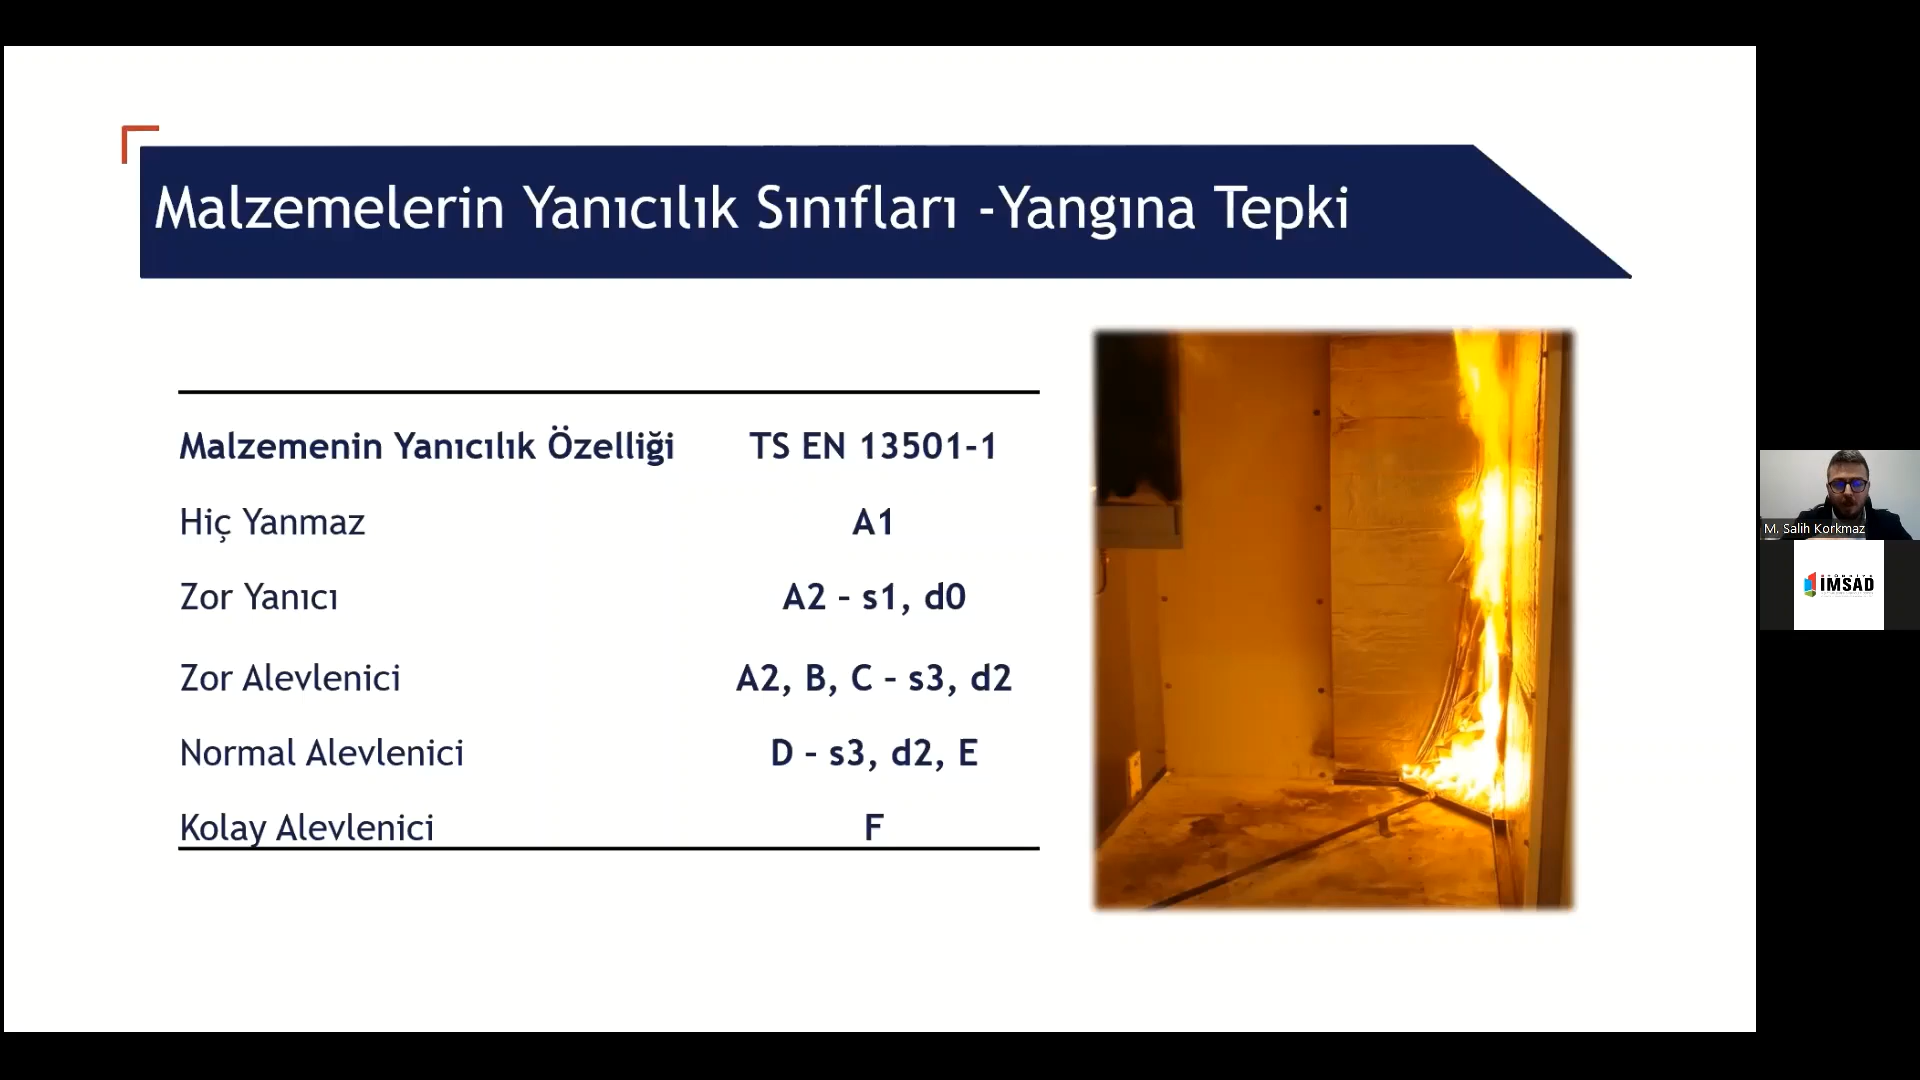 Malzemelerin Yanıcılık Sınıfları -Yangına Tepki
Malzemenin Yanıcılık Özelliği TS EN 13501-1
Hiç Yanmaz A1
Zor Yanıcı A2 – s1, d0
Zor Alevlenici A2, B, C – s3, d2
Normal Alevlenici D – s3, d2, E
Kolay Alevlenici F
M. Salih Korkmaz
İMSAD